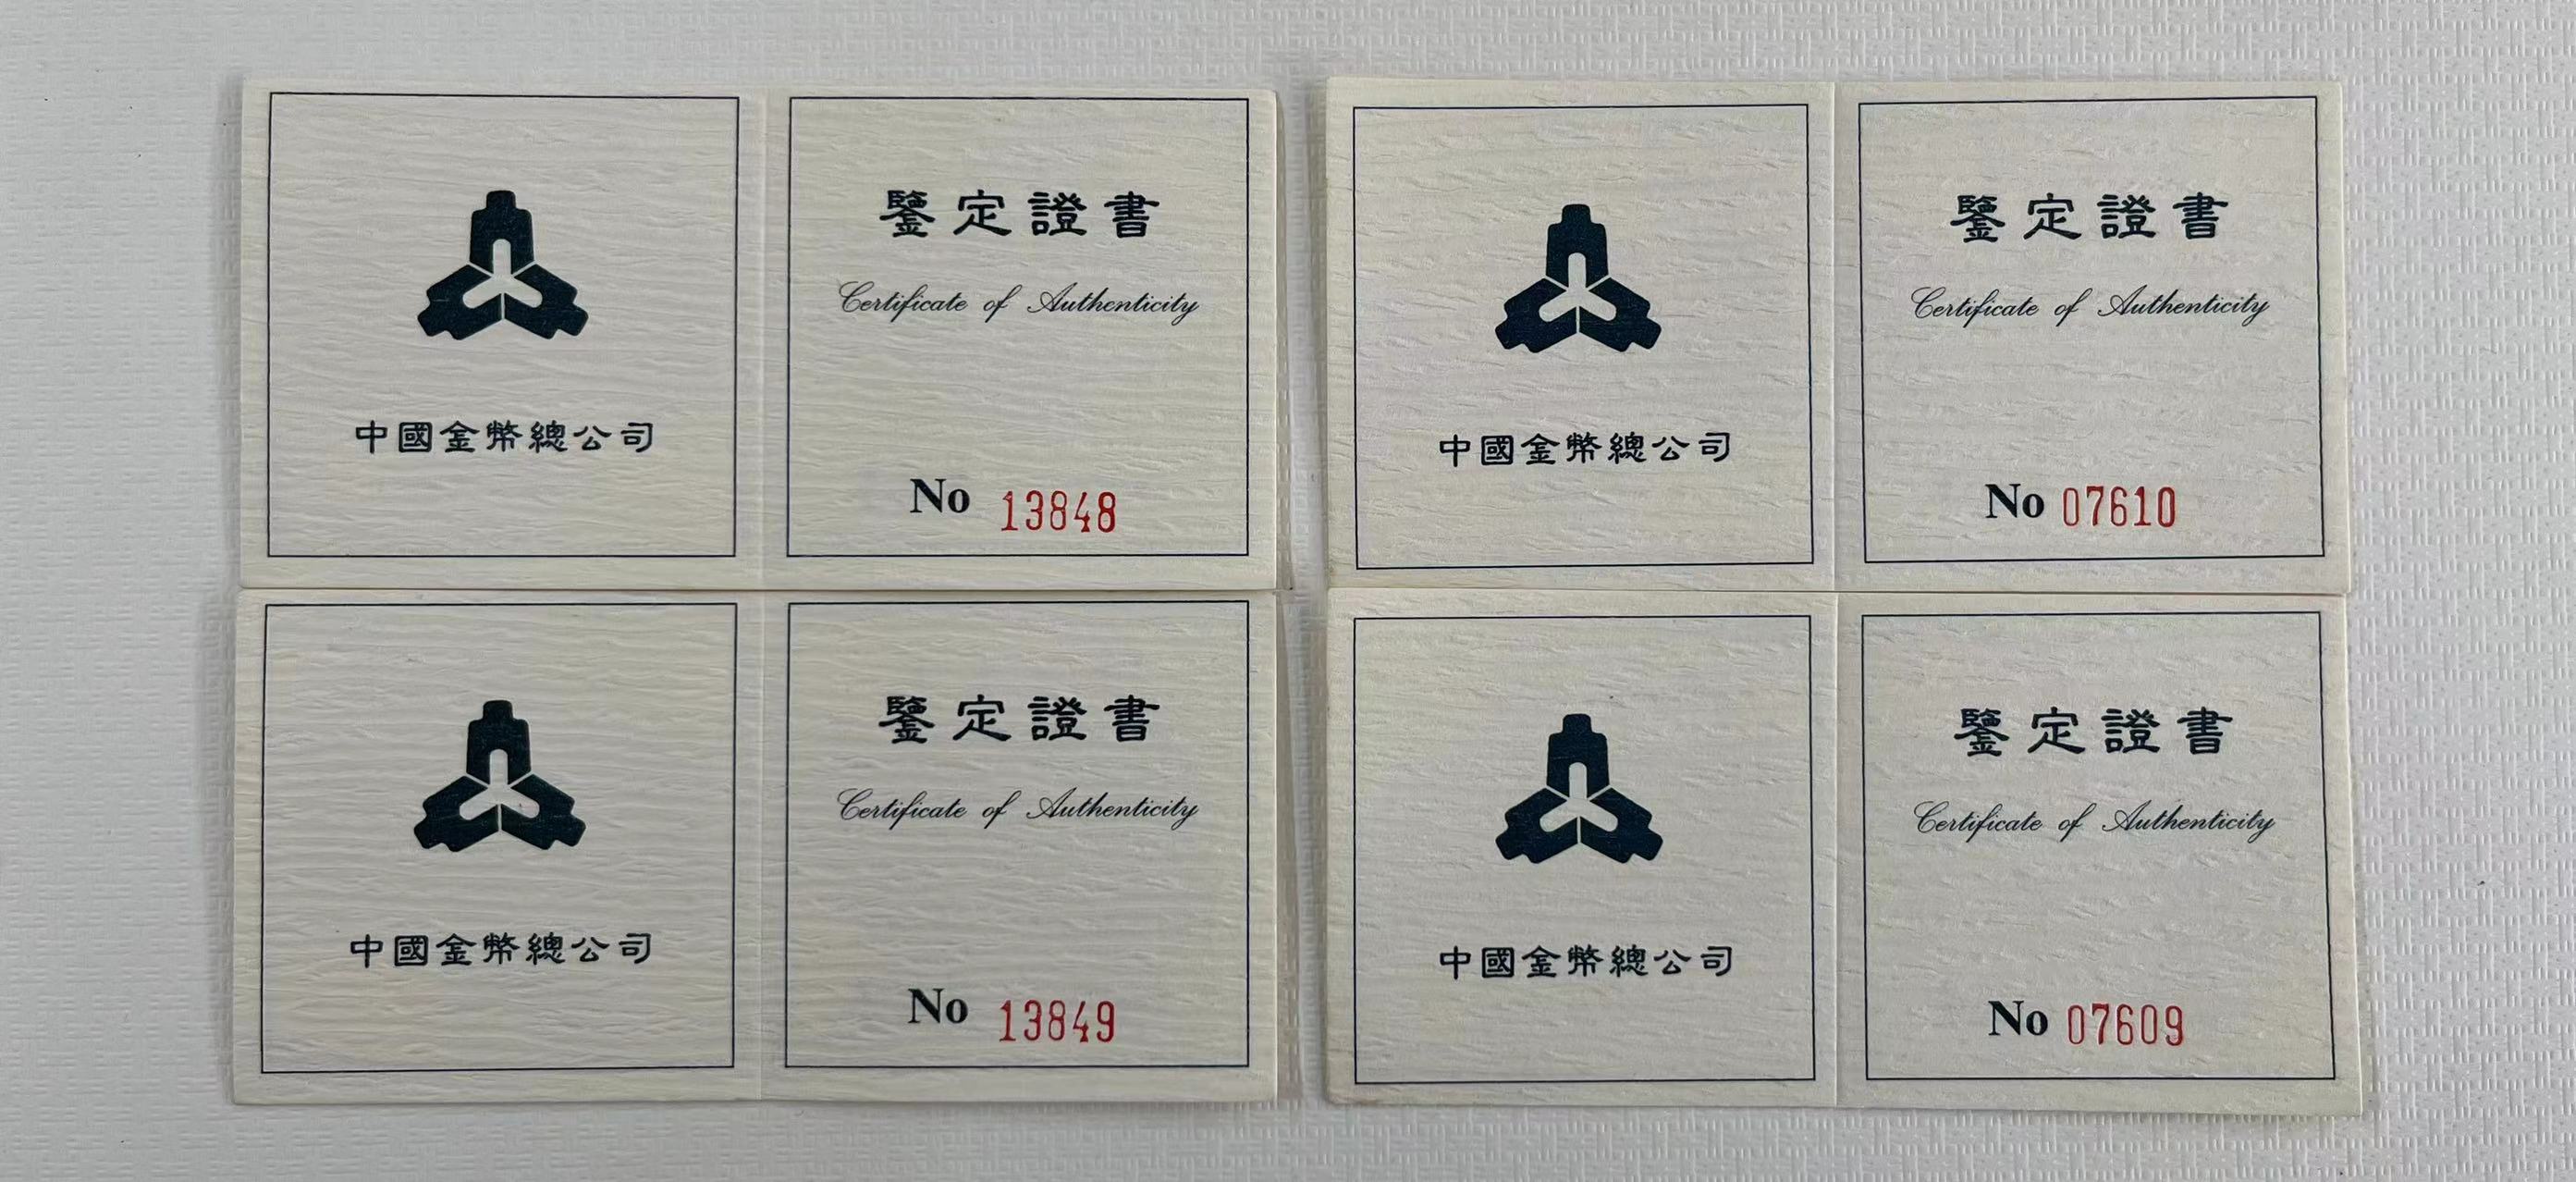 中國金幣總公司
鑒定證書
Certificate of Authenticity
No 13848
中國金幣總公司
鑒定證書
Certificate of Authenticity
No 07610
中國金幣總公司
鑒定證書
Certificate of Authenticity
No 13849
中國金幣總公司
鑒定證書
Certificate of Authenticity
No 07609